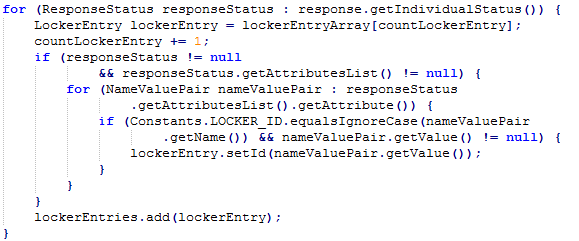 for (ResponseStatus responseStatus : response.getIndividualStatus()) {
    LockerEntry lockerEntry = lockerEntryArray[countLockerEntry];
    countLockerEntry += 1;
    if (responseStatus != null
            && responseStatus.getAttributesList() != null) {
        for (NameValuePair nameValuePair : responseStatus
                .getAttributesList().getAttribute()) {
            if (Constants.LOCKER_ID.equalsIgnoreCase(nameValuePair
                    .getName()) && nameValuePair.getValue() != null) {
                lockerEntry.setId(nameValuePair.getValue());
            }
        }
    }
    lockerEntries.add(lockerEntry);
}